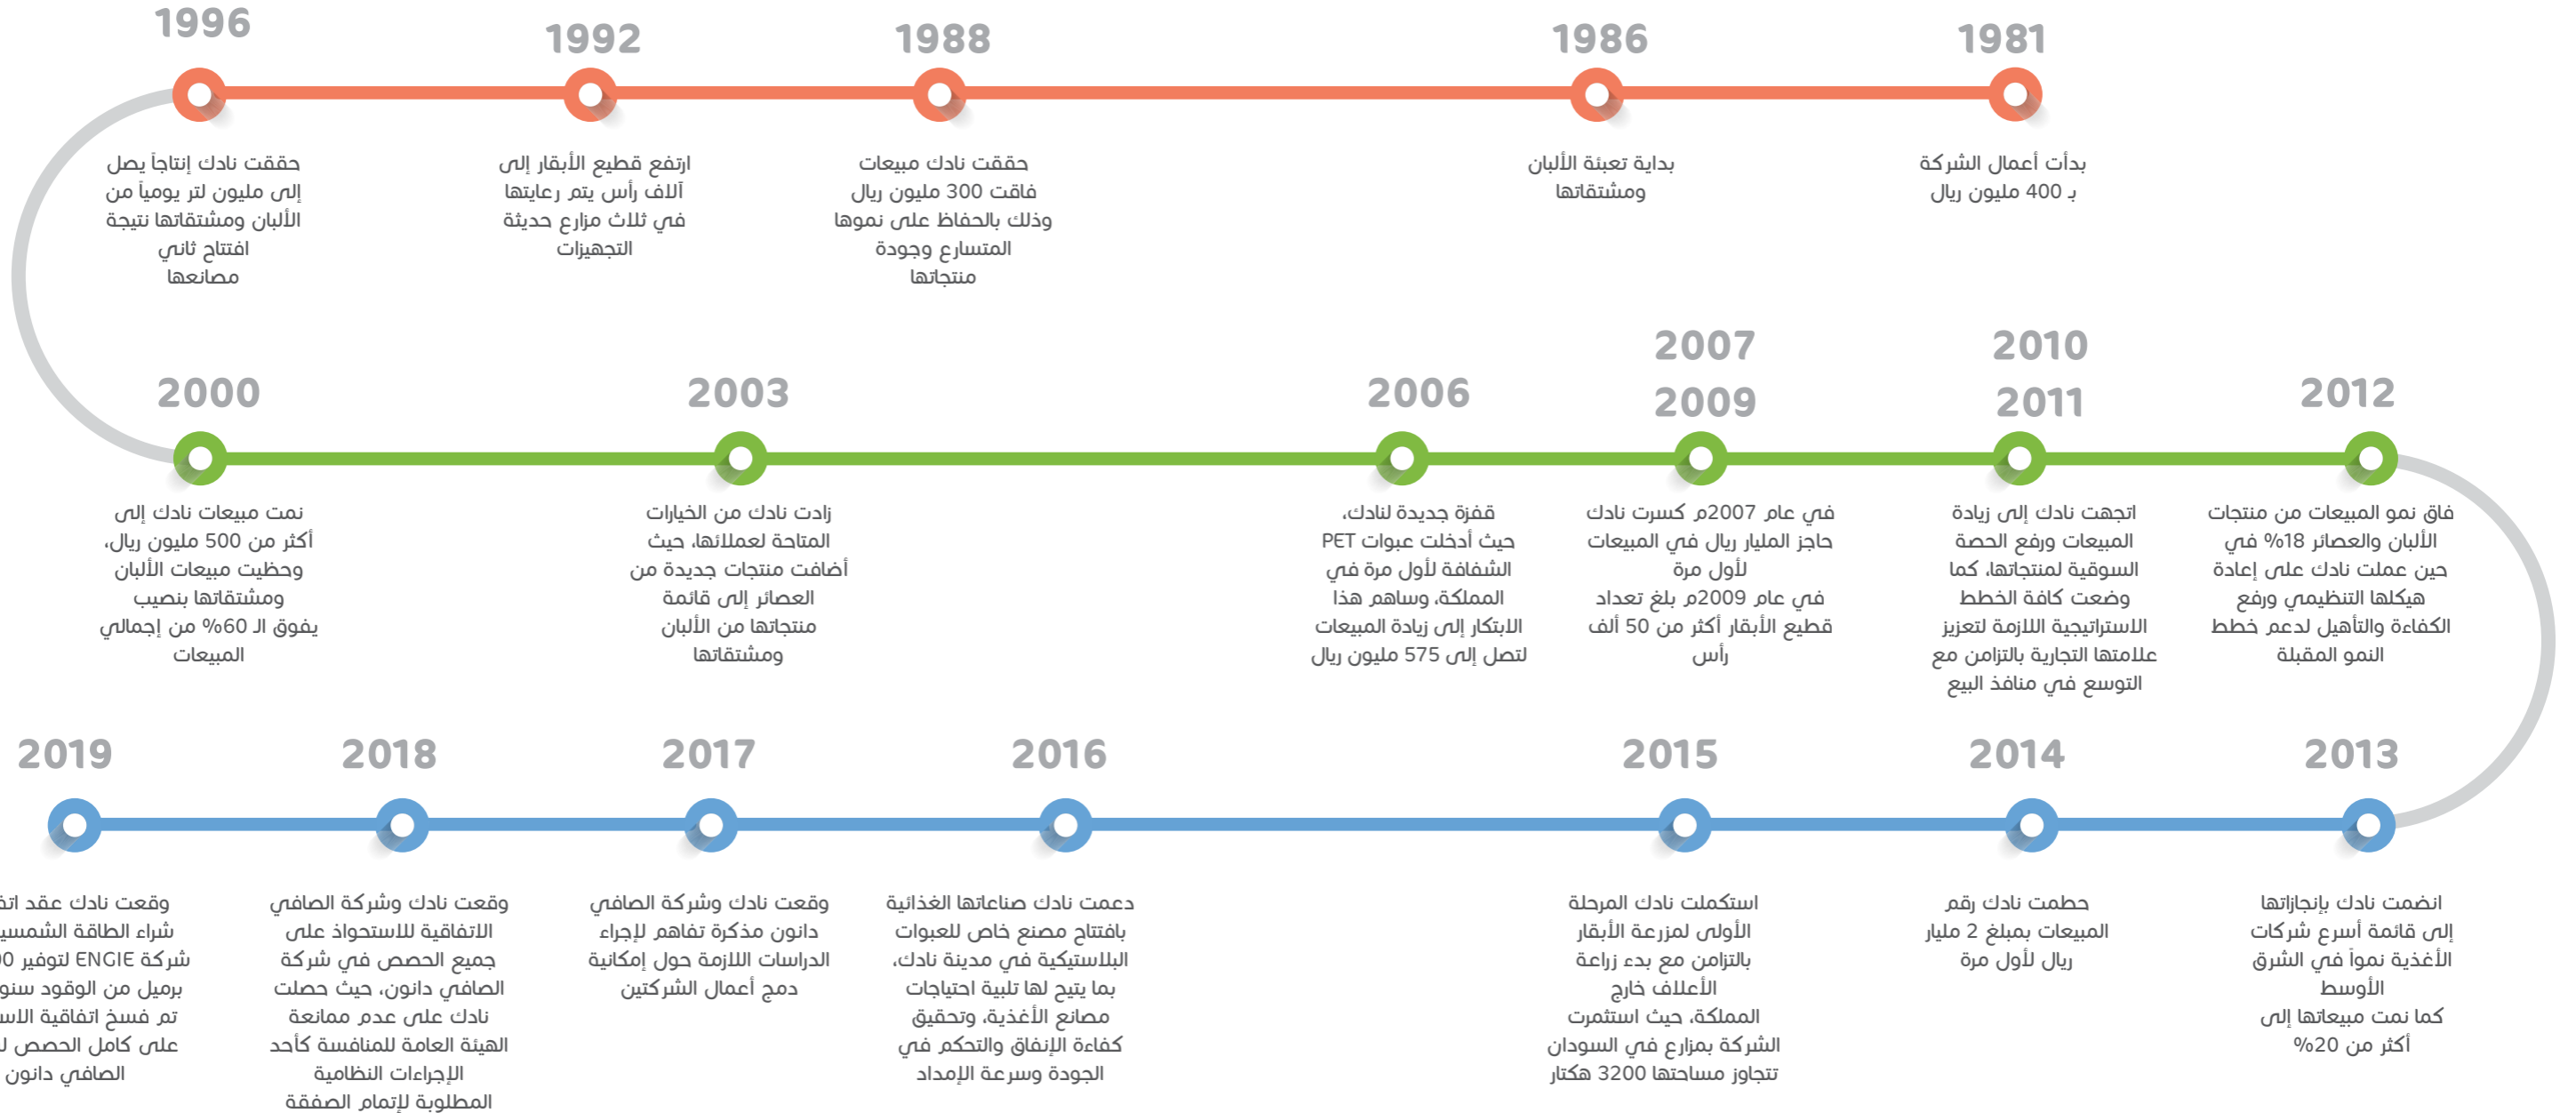 1981
بدأت أعمال الشركة
بـ 400 مليون ريال
1986
بداية تعبئة الألبان
ومشتقاتها
1988
حققت نادك مبيعات
فاقت 300 مليون ريال
وذلك بالحفاظ على نموها
المتسارع وجودة
منتجاتها
1992
ارتفع قطيع الأبقار إلى
آلاف رأس يتم رعايتها
في ثلاث مزارع حديثة
التجهيزات
1996
حققت نادك إنتاجاً يصل
إلى مليون لتر يومياً من
الألبان ومشتقاتها نتيجة
افتتاح ثاني
مصانعها
2000
نمت مبيعات نادك إلى
أكثر من 500 مليون ريال،
وحظيت مبيعات الألبان
ومشتقاتها بنصيب
يفوق الـ 60% من إجمالي
المبيعات
2003
زادت نادك من الخيارات
المتاحة لعملائها، حيث
أضافت منتجات جديدة من
العصائر إلى قائمة
منتجاتها من الألبان
ومشتقاتها
2006
قفزة جديدة لنادك،
حيث أدخلت عبوات PET
الشفافة لأول مرة في
المملكة، وساهم هذا
الابتكار إلى زيادة المبيعات
لتصل إلى 575 مليون ريال
2007
2009
في عام 2007م كسرت نادك
حاجز المليار ريال في المبيعات
لأول مرة
في عام 2009م بلغ تعداد
قطيع الأبقار أكثر من 50 ألف
رأس
2010
2011
اتجهت نادك إلى زيادة
المبيعات ورفع الحصة
السوقية لمنتجاتها، كما
وضعت كافة الخطط
الاستراتيجية اللازمة لتعزيز
علامتها التجارية بالتزامن مع
التوسع في منافذ البيع
2012
فاق نمو المبيعات من منتجات
الألبان والعصائر 18% في
حين عملت نادك على إعادة
هيكلها التنظيمي ورفع
الكفاءة والتأهيل لدعم خطط
النمو المقبلة
2013
انضمت نادك بإنجازاتها
إلى قائمة أسرع شركات
الأغذية نمواً في الشرق
الأوسط
كما نمت مبيعاتها إلى
أكثر من 20%
2014
حطمت نادك رقم
المبيعات بمبلغ 2 مليار
ريال لأول مرة
2015
استكملت نادك المرحلة
الأولى لمزرعة الأبقار
بالتزامن مع بدء زراعة
الأعلاف خارج
المملكة، حيث استثمرت
الشركة بمزارع في السودان
تتجاوز مساحتها 3200 هكتار
2016
دعمت نادك صناعاتها الغذائية
بافتتاح مصنع خاص للعبوات
البلاستيكية في مدينة نادك،
بما يتيح لها تلبية احتياجات
مصانع الأغذية، وتحقيق
كفاءة الإنفاق والتحكم في
الجودة وسرعة الإمداد
2017
وقعت نادك وشركة الصافي
دانون مذكرة تفاهم لإجراء
الدراسات اللازمة حول إمكانية
دمج أعمال الشركتين
2018
وقعت نادك وشركة الصافي
الاتفاقية للاستحواذ على
جميع الحصص في شركة
الصافي دانون، حيث حصلت
نادك على عدم ممانعة
الهيئة العامة للمنافسة كأحد
الإجراءات النظامية
المطلوبة لإتمام الصفقة
2019
وقعت نادك عقد
شراء الطاقة
شركة ENGIE لتوفير
برميل من الوقود
تم فسخ اتفاقية
على كامل الحصص
الصافي دانون